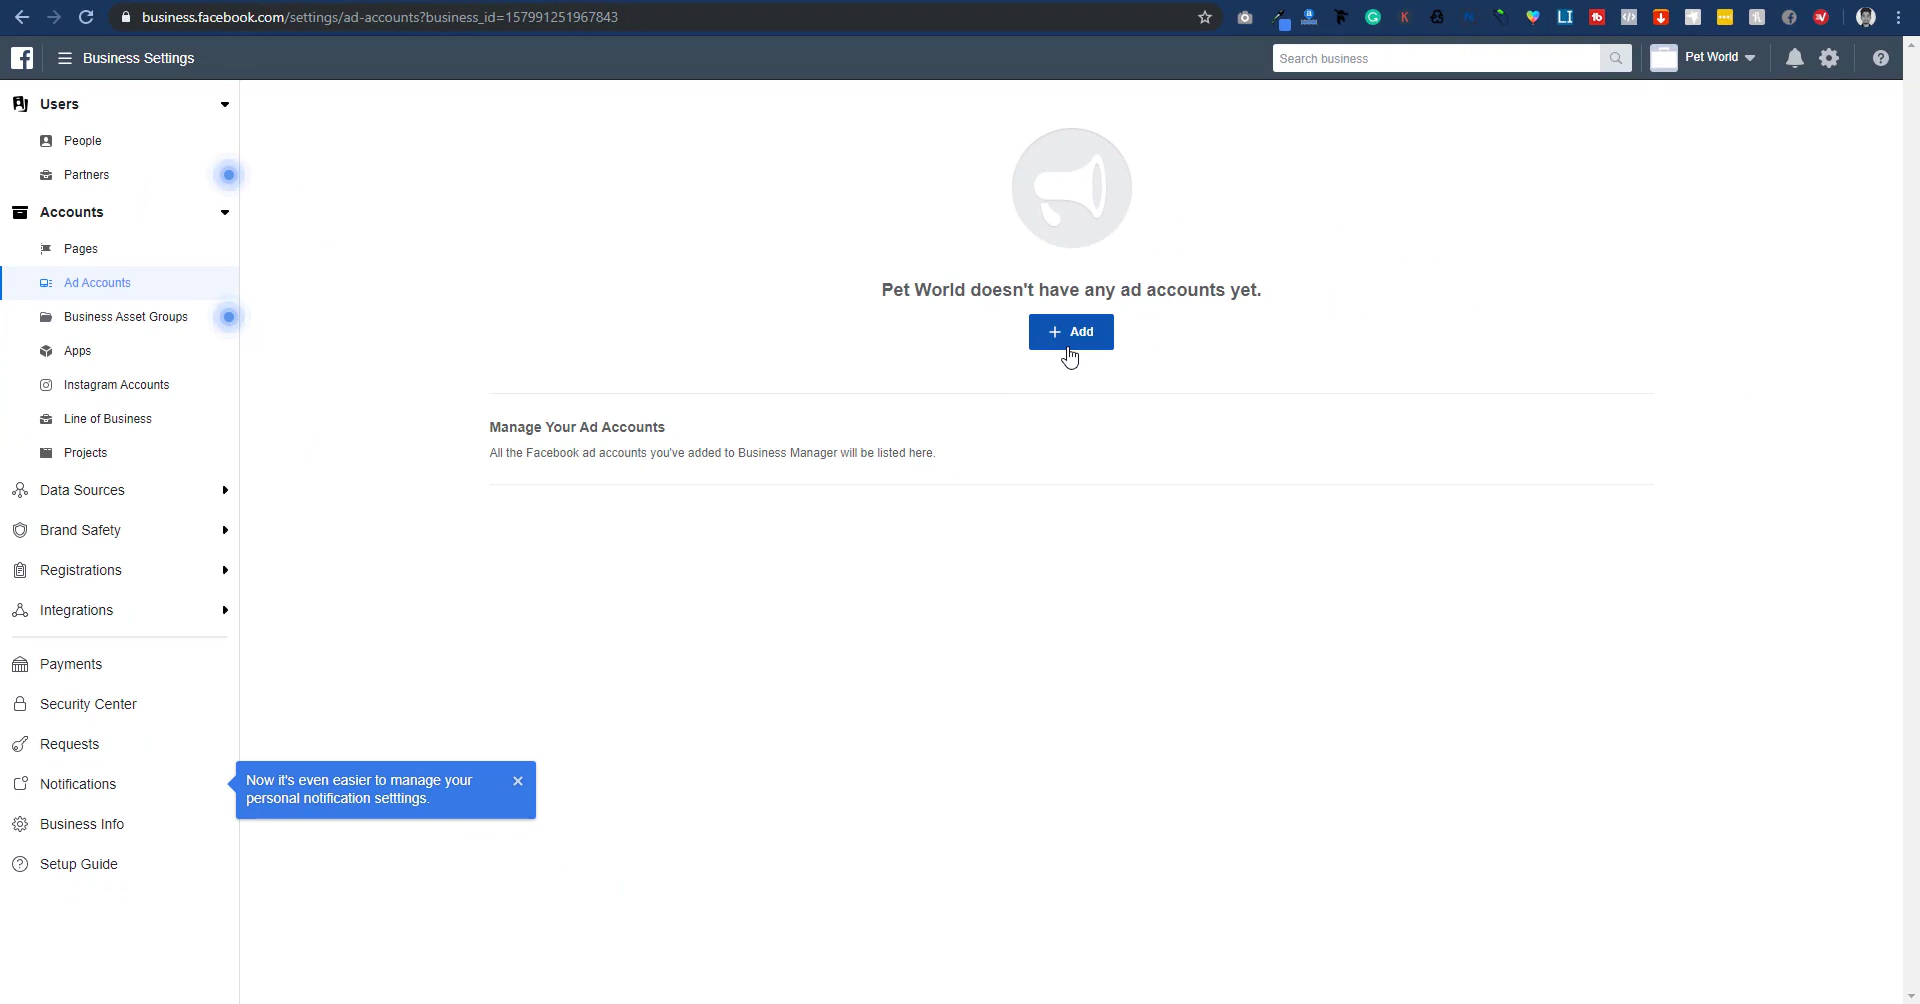 business.facebook.com/settings/ad-accounts?business_id=157991251967843
Business Settings
Search business
Pet World
Users
People
Partners
Accounts
Pages
Ad Accounts
Business Asset Groups
Apps
Instagram Accounts
Line of Business
Projects
Data Sources
Brand Safety
Registrations
Integrations
Payments
Security Center
Requests
Notifications
Business Info
Setup Guide
Pet World doesn't have any ad accounts yet.
+ Add
Manage Your Ad Accounts
All the Facebook ad accounts you've added to Business Manager will be listed here.
Now it's even easier to manage your
personal notification setttings.